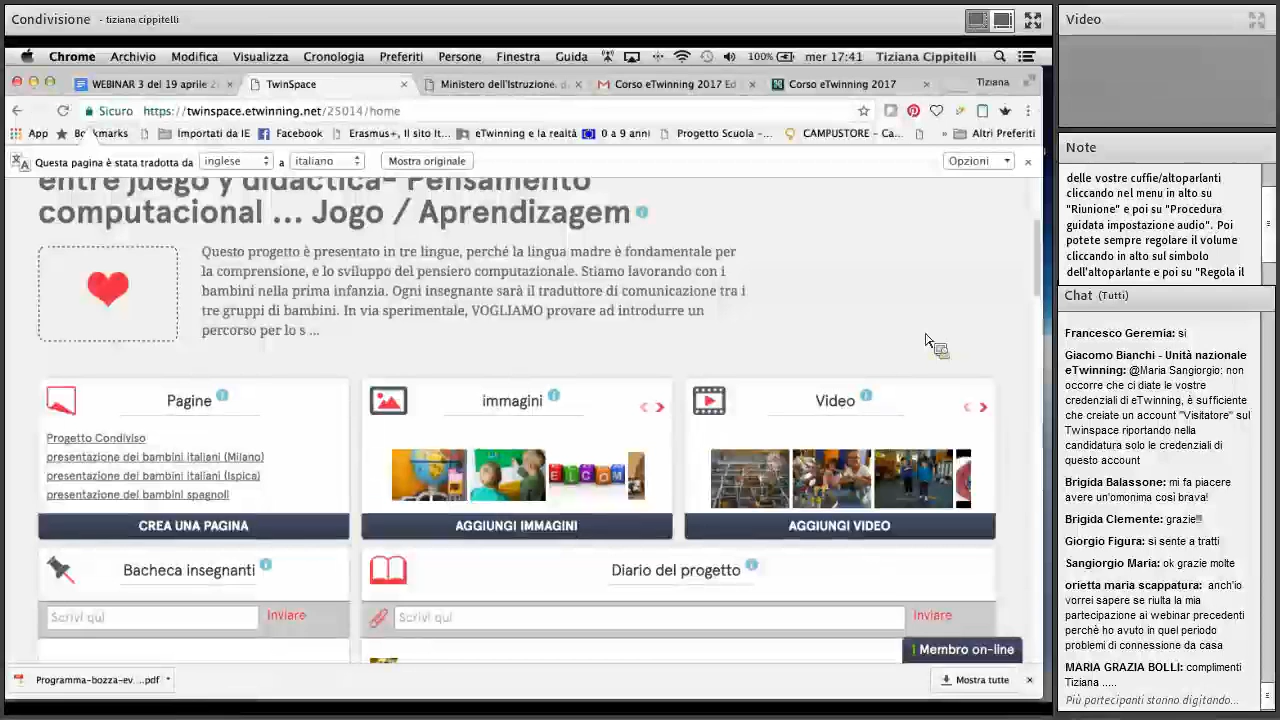 Condivisione - tiziana cippitelli
Chrome Archivio Modifica Visualizza Cronologia Preferiti Persone Finestra Guida 100% mer 17:41 Tiziana Cippitelli
WEBINAR 3 del 19 aprile 2 TwinSpace Ministero dell'Istruzione, d Corso eTwinning 2017 Ed Corso eTwinning 2017 Tiziana
Sicuro https://twinspace.etwinning.net/25014/home
App Importati da IE Facebook Erasmus+, Il sito it... eTwinning e la realtà 0 a 9 anni Progetto Scuola -... CAMPUSTORE - Ca... » Altri Preferiti
Questa pagina è stata tradotta da inglese a italiano Mostra originale Opzioni
entre juego y didáctica- Pensamento
computacional ... Jogo / Aprendizagem
Questo progetto è presentato in tre lingue, perché la lingua madre è fondamentale per
la comprensione, e lo sviluppo del pensiero computazionale. Stiamo lavorando con i
bambini nella prima infanzia. Ogni insegnante sarà il traduttore di comunicazione tra i
tre gruppi di bambini. In via sperimentale, VOGLIAMO provare ad introdurre un
percorso per lo s ...
Pagine
Progetto Condiviso
presentazione dei bambini italiani (Milano)
presentazione dei bambini italiani (Ispica)
presentazione dei bambini spagnoli
CREA UNA PAGINA
immagini
ELCOM
AGGIUNGI IMMAGINI
Video
AGGIUNGI VIDEO
Bacheca insegnanti
Scrivi qui Inviare
Diario del progetto
Scrivi qui Inviare
1 Membro on-line
Programma-bozza-ev....pdf
Mostra tutte
Video
Note
delle vostre cuffie/altoparlanti
cliccando nel menu in alto su
"Riunione" e poi su "Procedura
guidata impostazione audio". Poi
potete sempre regolare il volume
cliccando in alto sul simbolo
dell'altoparlante e poi su "Regola il
Chat (Tutti)
Francesco Geremia: si
Giacomo Bianchi - Unità nazionale
eTwinning: @Maria Sangiorgio: non
occorre che ci diate le vostre
credenziali di eTwinning, è sufficiente
che creiate un account "Visitatore" sul
Twinspace riportando nella
candidatura solo le credenziali di
questo account
Brigida Balassone: mi fa piacere
avere un'omonima così brava!
Brigida Clemente: grazie!!!
Giorgio Figura: si sente a tratti
Sangiorgio Maria: ok grazie molte
orietta maria scappatura: anch'io
vorrei sapere se riulta la mia
partecipazione ai webinar precedenti
perchè ho avuto in quel periodo
problemi di connessione da casa
MARIA GRAZIA BOLLI: complimenti
Tiziana .....
Più partecipanti stanno digitando...